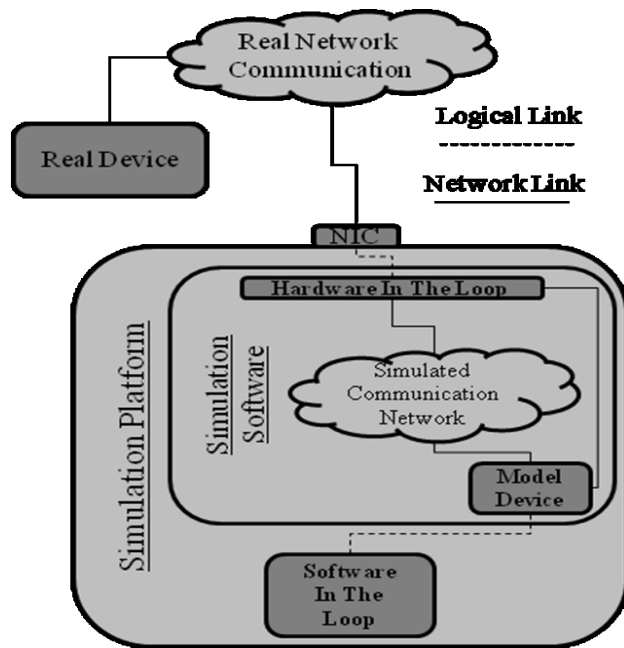 Real Network
Communication
Logical Link
Real Device
Network Link
NIC
Hardware In The Loop
Simulation Platform
Simulation
Software
Simulated
Communication
Network
Model
Device
Software
In The
Loop